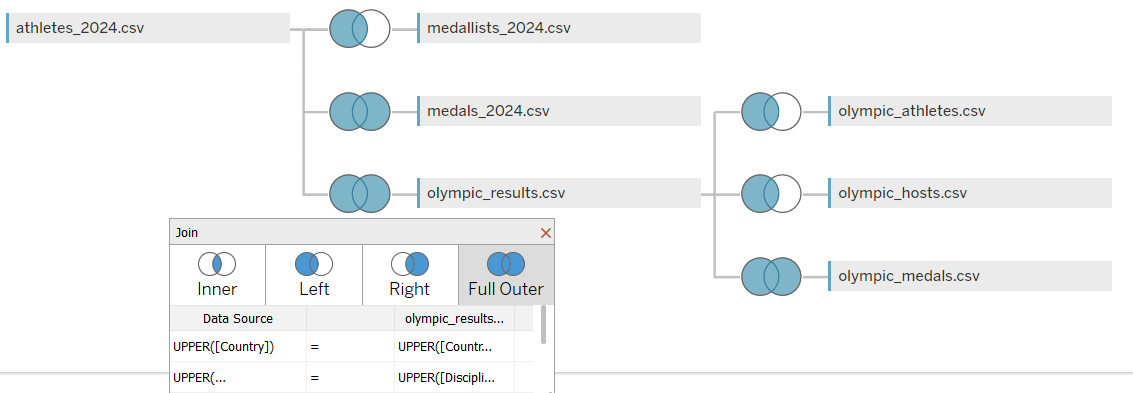 athletes_2024.csv
medallists_2024.csv
medals_2024.csv
olympic_athletes.csv
olympic_results.csv
olympic_hosts.csv
olympic_medals.csv
Join
Inner Left Right Full Outer
Data Source olympic_results...
UPPER([Country]) = UPPER([Countr...
UPPER(... = UPPER([Discipli...